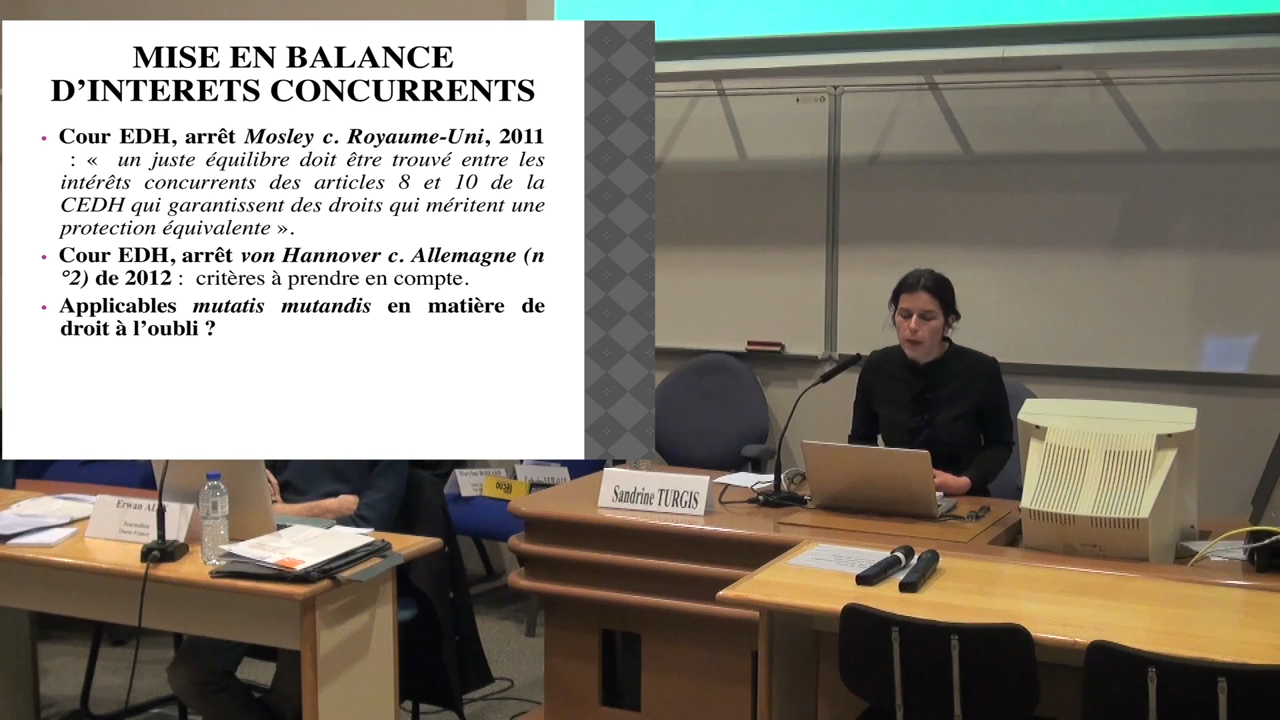 MISE EN BALANCE
D'INTERETS CONCURRENTS
• Cour EDH, arrêt Mosley c. Royaume-Uni, 2011
: « un juste équilibre doit être trouvé entre les
intérêts concurrents des articles 8 et 10 de la
CEDH qui garantissent des droits qui méritent une
protection équivalente ».
• Cour EDH, arrêt von Hannover c. Allemagne (n
°2) de 2012 : critères à prendre en compte.
• Applicables mutatis mutandis en matière de
droit à l'oubli ?
Sandrine TURGIS
Erwan
Journaliste
Ouest-France